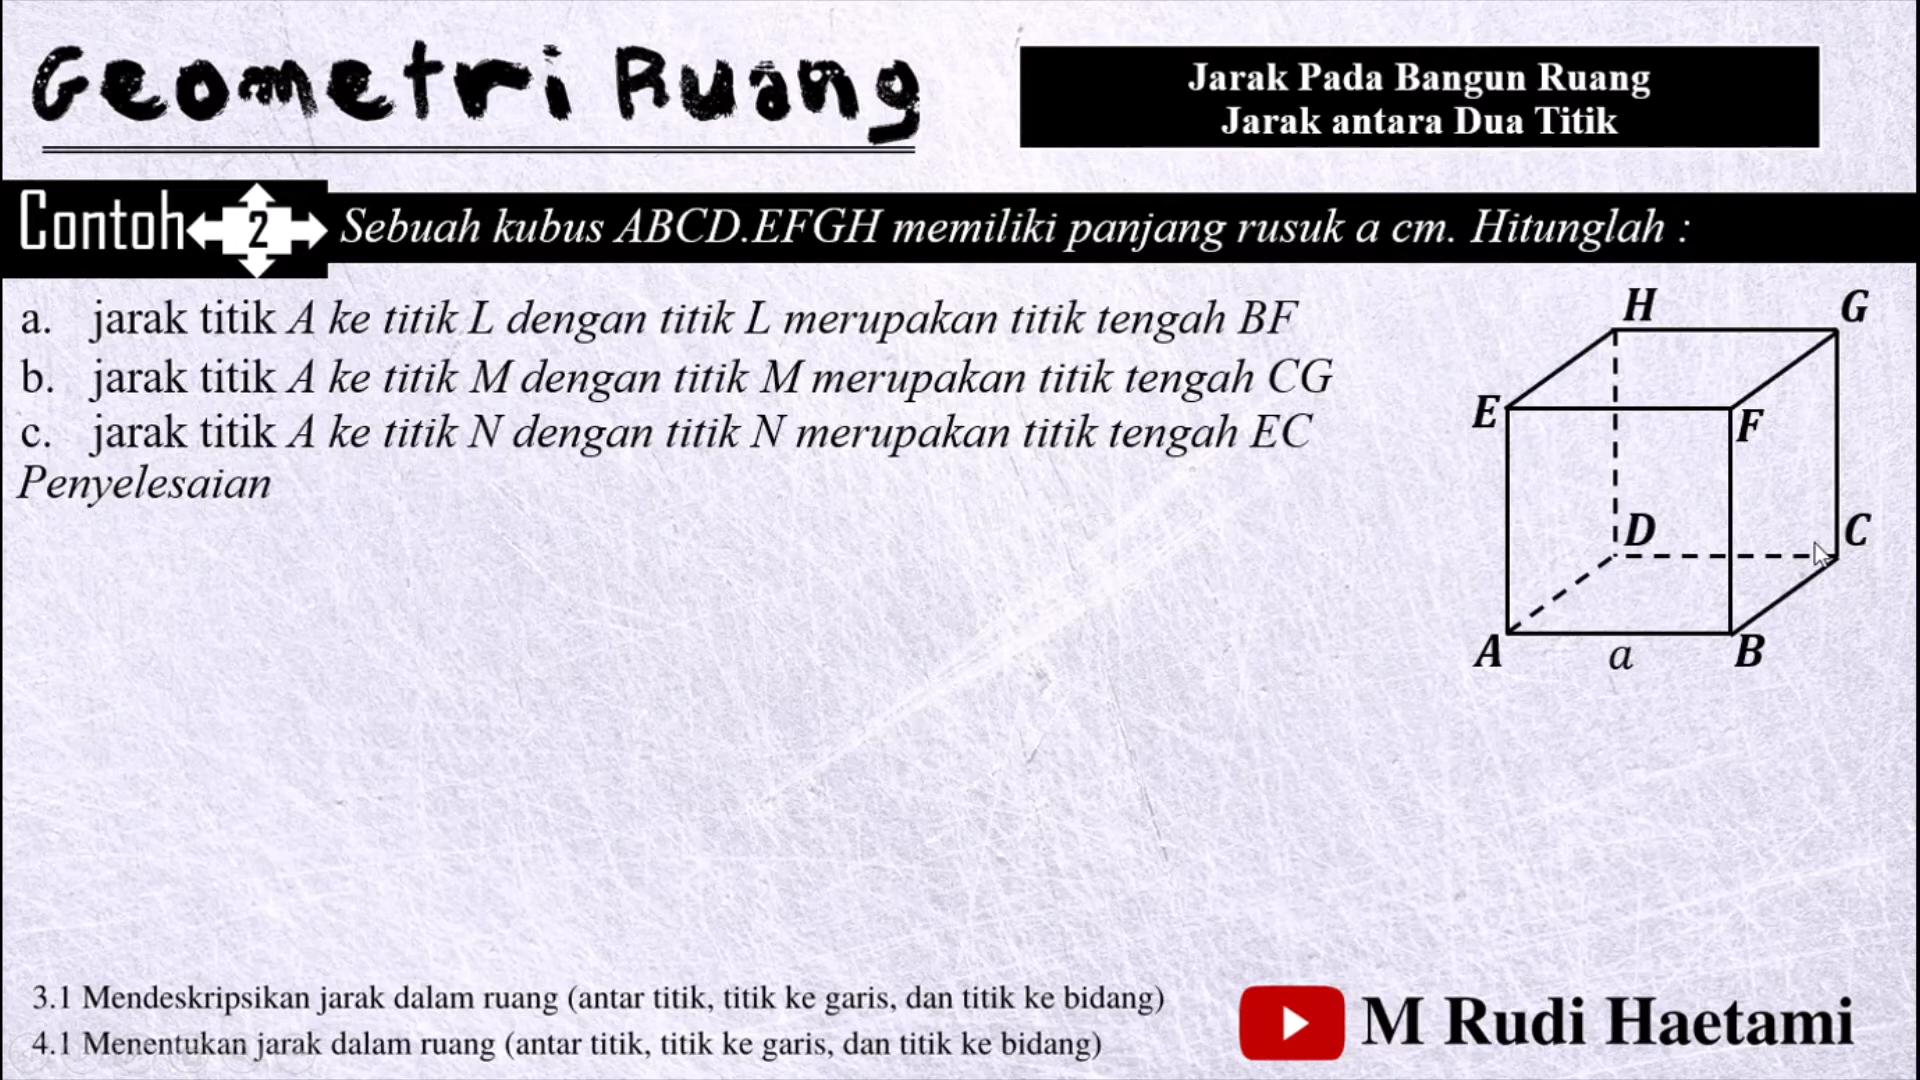 Geometri Ruang
Jarak Pada Bangun Ruang
Jarak antara Dua Titik
Contoh 2 Sebuah kubus ABCD.EFGH memiliki panjang rusuk a cm. Hitunglah :
a. jarak titik A ke titik L dengan titik L merupakan titik tengah BF
b. jarak titik A ke titik M dengan titik M merupakan titik tengah CG
c. jarak titik A ke titik N dengan titik N merupakan titik tengah EC
Penyelesaian
H G
E F
D C
A a B
3.1 Mendeskripsikan jarak dalam ruang (antar titik, titik ke garis, dan titik ke bidang)
4.1 Menentukan jarak dalam ruang (antar titik, titik ke garis, dan titik ke bidang)
M Rudi Haetami